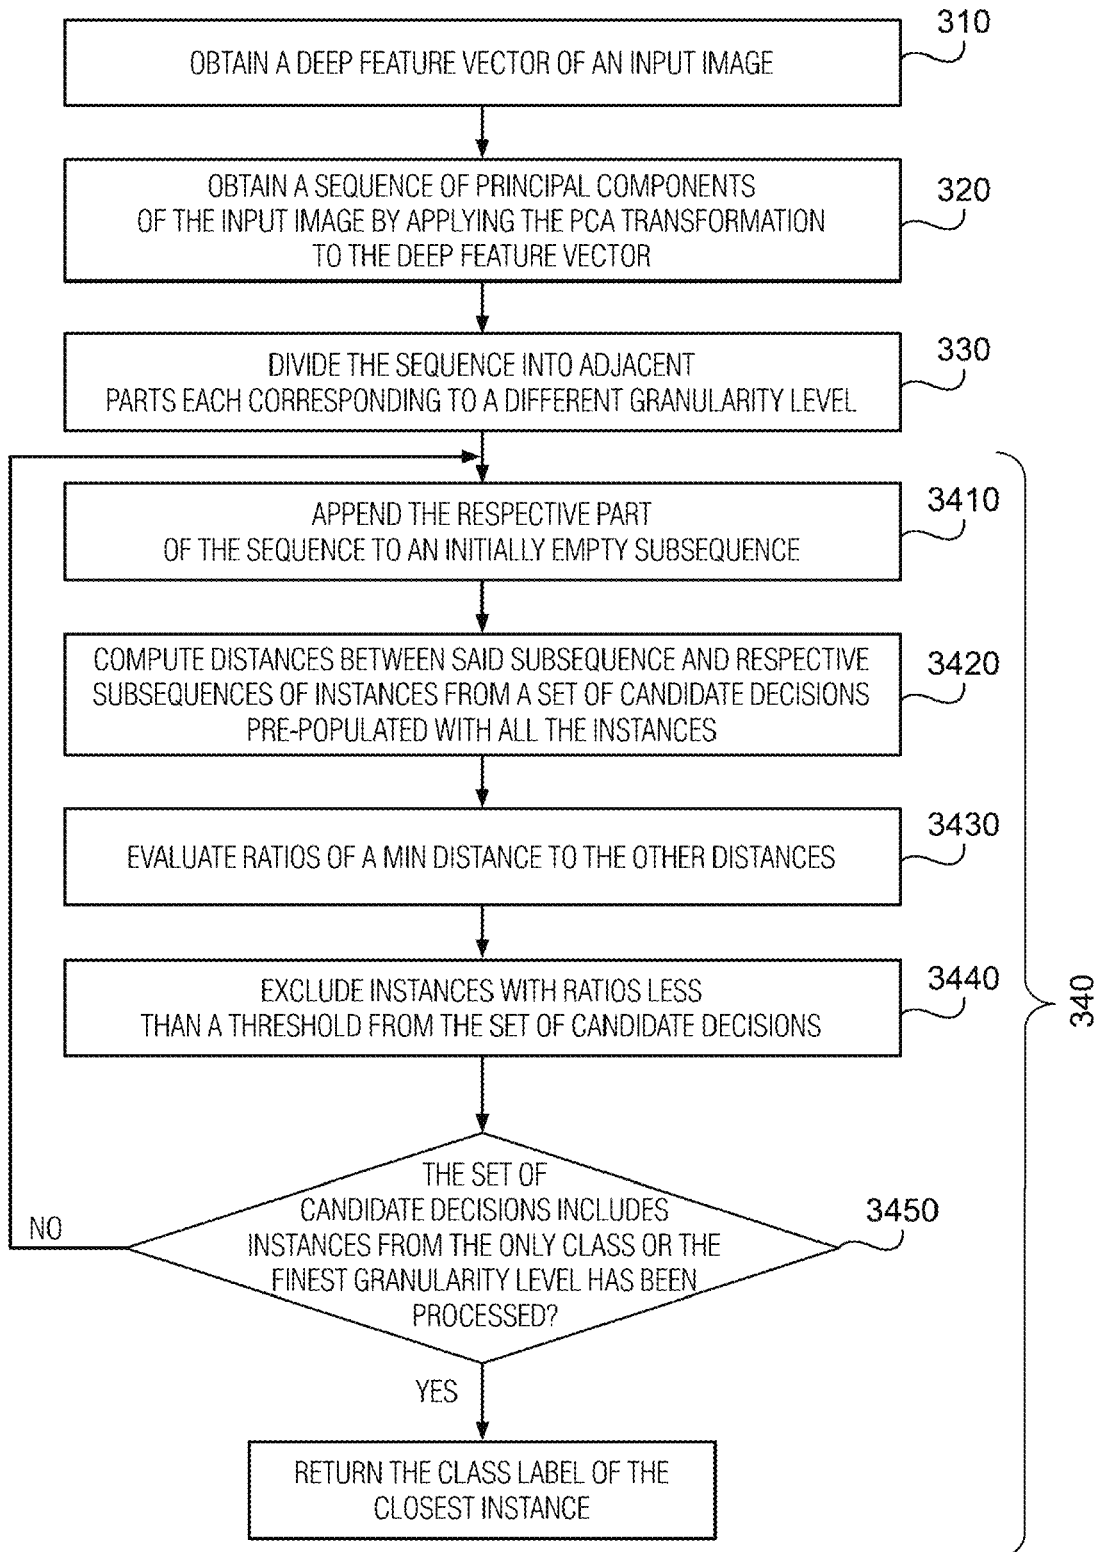 310
OBTAIN A DEEP FEATURE VECTOR OF AN INPUT IMAGE
OBTAIN A SEQUENCE OF PRINCIPAL COMPONENTS
OF THE INPUT IMAGE BY APPLYING THE PCA TRANSFORMATION
TO THE DEEP FEATURE VECTOR
320
DIVIDE THE SEQUENCE INTO ADJACENT
PARTS EACH CORRESPONDING TO A DIFFERENT GRANULARITY LEVEL
330
APPEND THE RESPECTIVE PART
OF THE SEQUENCE TO AN INITIALLY EMPTY SUBSEQUENCE
3410
COMPUTE DISTANCES BETWEEN SAID SUBSEQUENCE AND RESPECTIVE
SUBSEQUENCES OF INSTANCES FROM A SET OF CANDIDATE DECISIONS
PRE-POPULATED WITH ALL THE INSTANCES
3420
EVALUATE RATIOS OF A MIN DISTANCE TO THE OTHER DISTANCES
3430
EXCLUDE INSTANCES WITH RATIOS LESS
THAN A THRESHOLD FROM THE SET OF CANDIDATE DECISIONS
3440
340
THE SET OF
CANDIDATE DECISIONS INCLUDES
INSTANCES FROM THE ONLY CLASS OR THE
FINEST GRANULARITY LEVEL HAS BEEN
PROCESSED?
3450
NO
YES
RETURN THE CLASS LABEL OF THE
CLOSEST INSTANCE